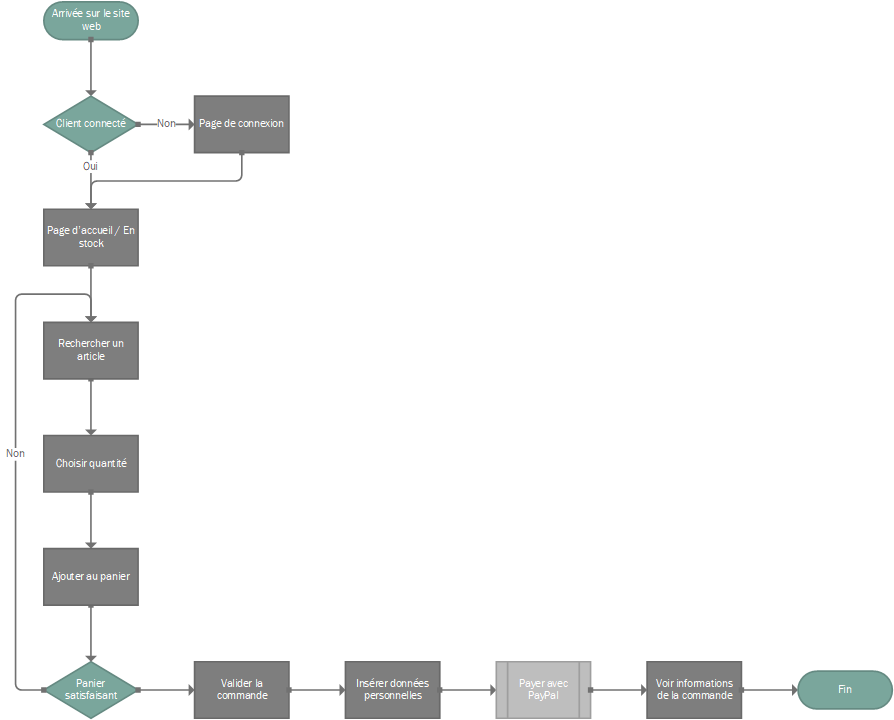 Arrivée sur le site
web
Client connecté
Non
Page de connexion
Oui
Page d'accueil / En
stock
Rechercher un
article
Non
Choisir quantité
Ajouter au panier
Panier
satisfaisant
Valider la
commande
Insérer données
personnelles
Payer avec
PayPal
Voir informations
de la commande
Fin